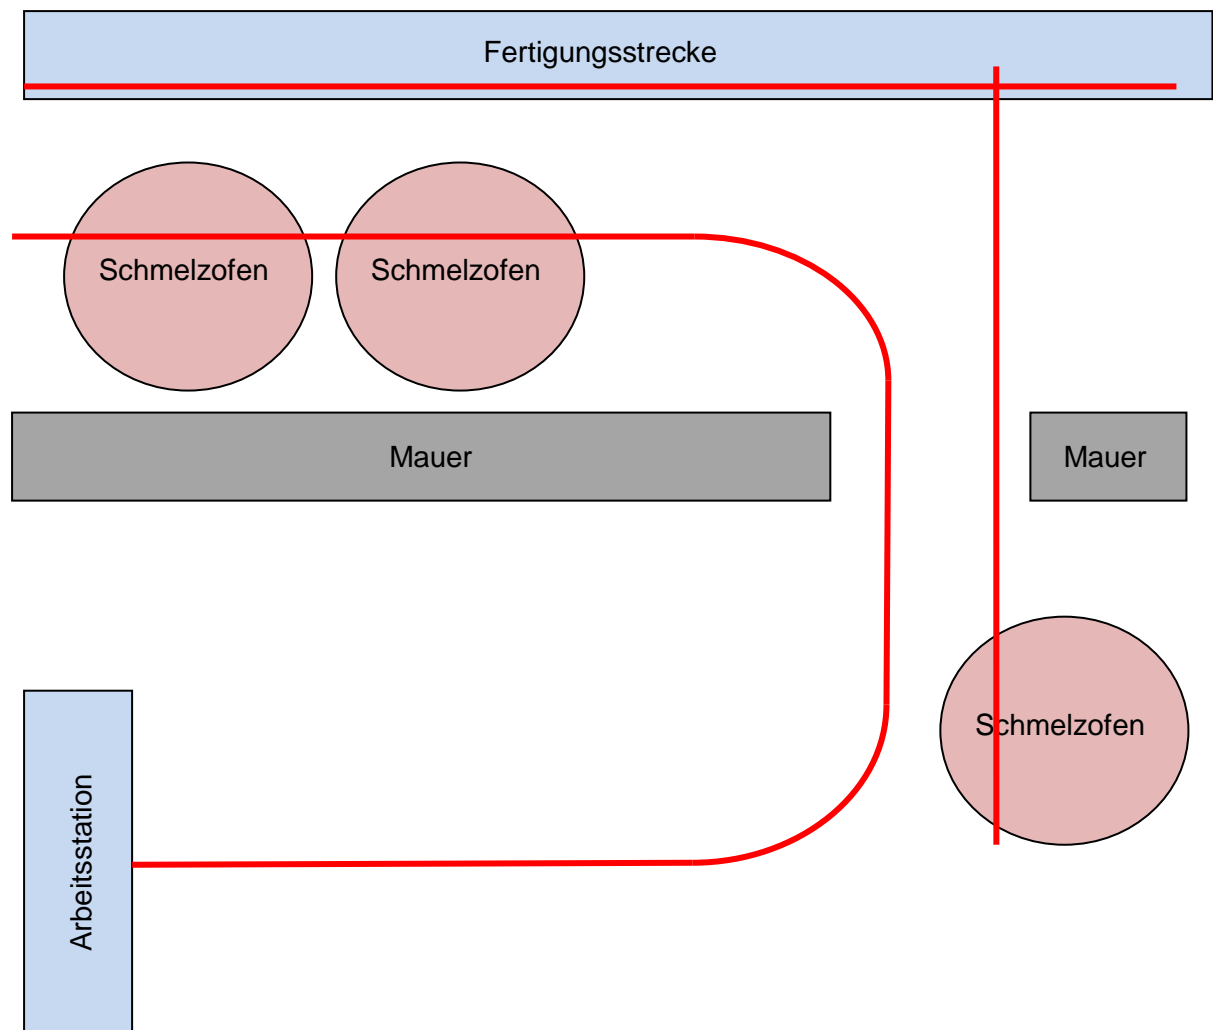 Fertigungsstrecke
Schmelzofen
Schmelzofen
Mauer
Mauer
Schmelzofen
Arbeitsstation